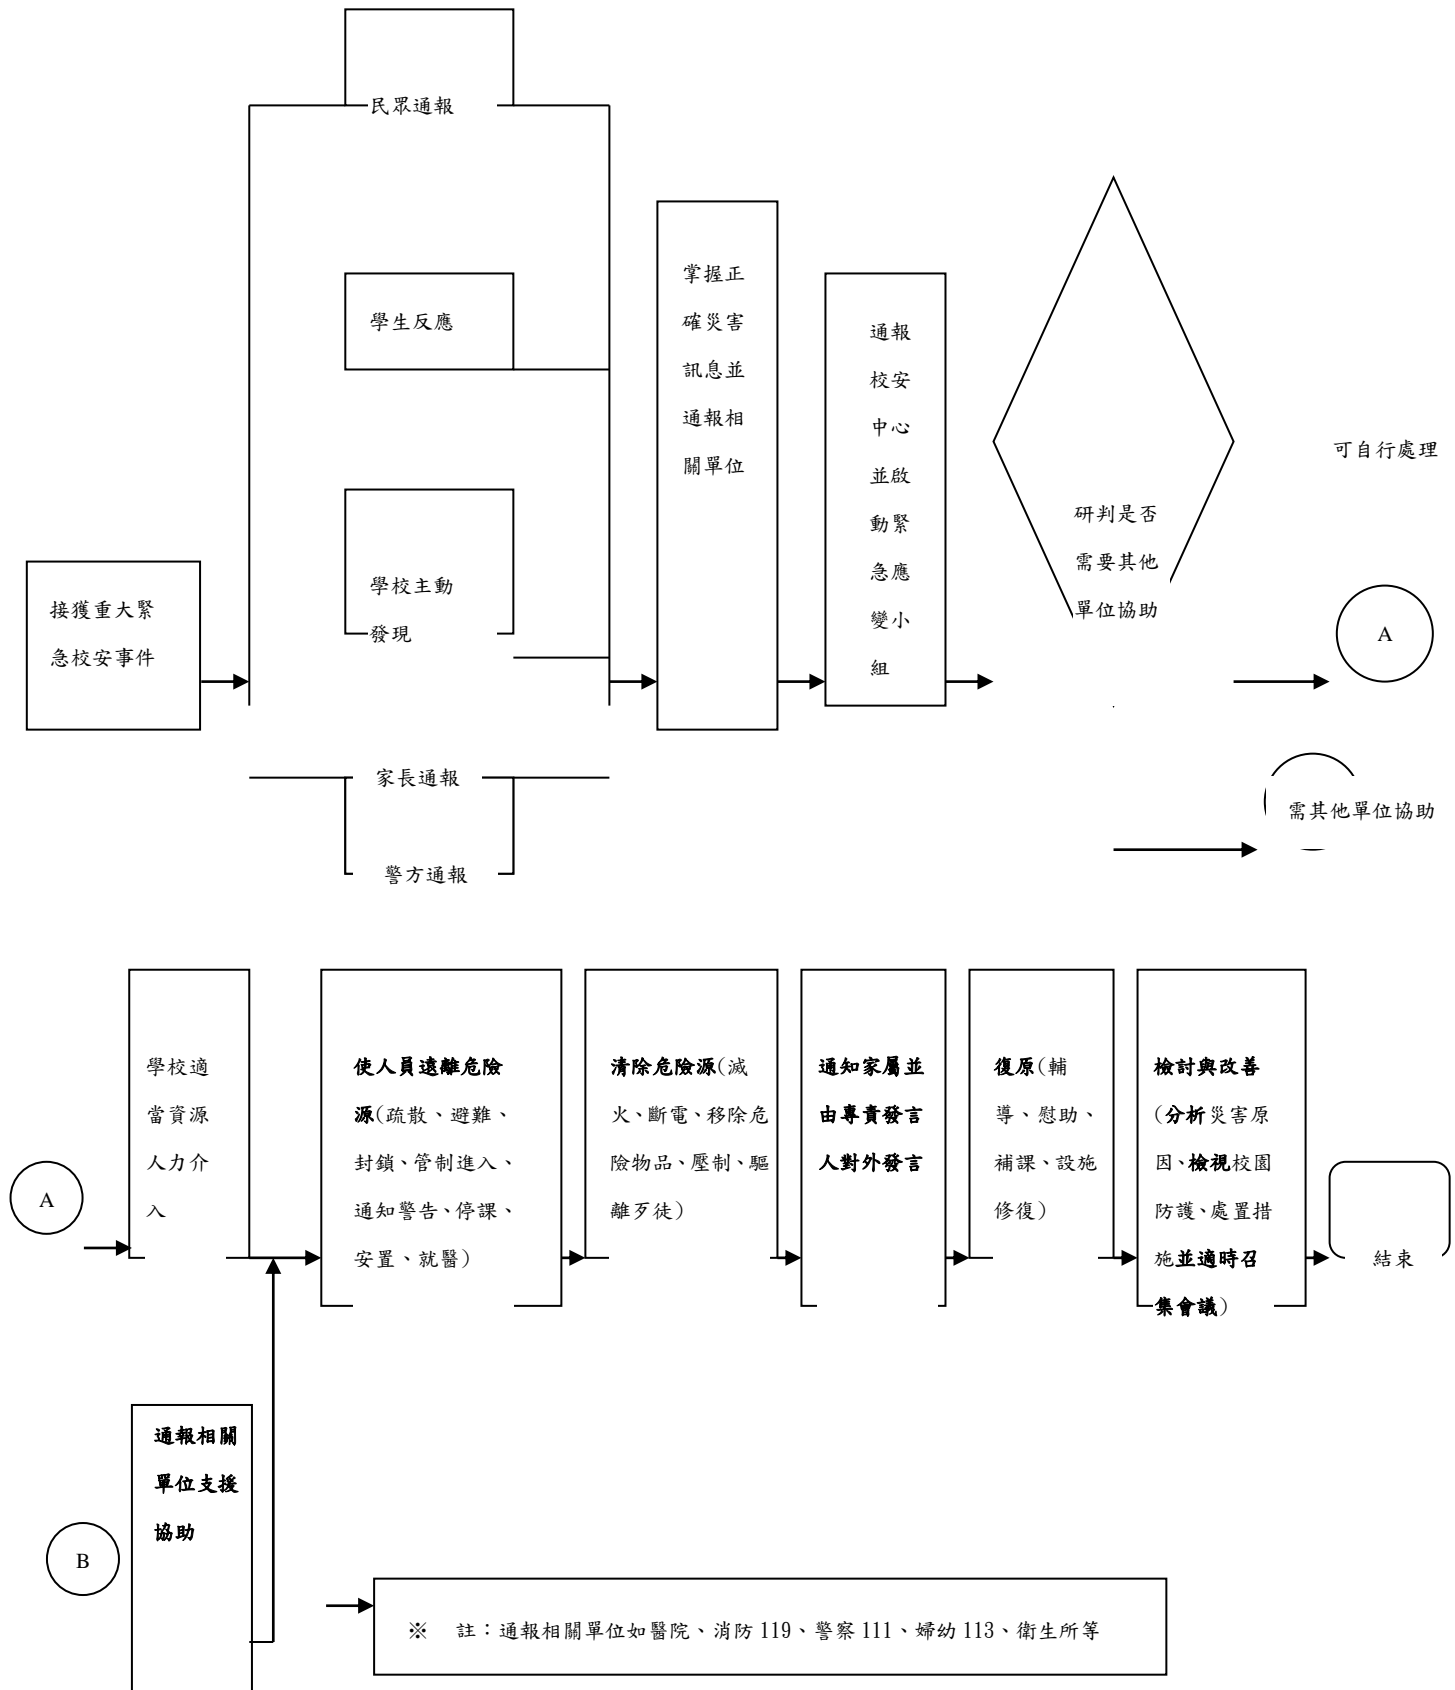 民眾通報
學生反應
學校主動
發現
接獲重大緊
急校安事件
家長通報
警方通報
掌握正
確災害
訊息並
通報相
關單位
通報
校安
中心
並啟
動緊
急應
變小
組
研判是否
需要其他
單位協助
可自行處理
A
需其他單位協助
A
學校適
當資源
人力介
入
使人員遠離危險
源(疏散、避難、
封鎖、管制進入、
通知警告、停課、
安置、就醫)
清除危險源(滅
火、斷電、移除危
險物品、壓制、驅
離歹徒)
通知家屬並
由專責發言
人對外發言
復原(輔
導、慰助、
補課、設施
修復)
檢討與改善
(分析災害原
因、檢視校園
防護、處置措
施並適時召
集會議)
結束
B
通報相關
單位支援
協助
※ 註：通報相關單位如醫院、消防 119、警察 111、婦幼 113、衛生所等